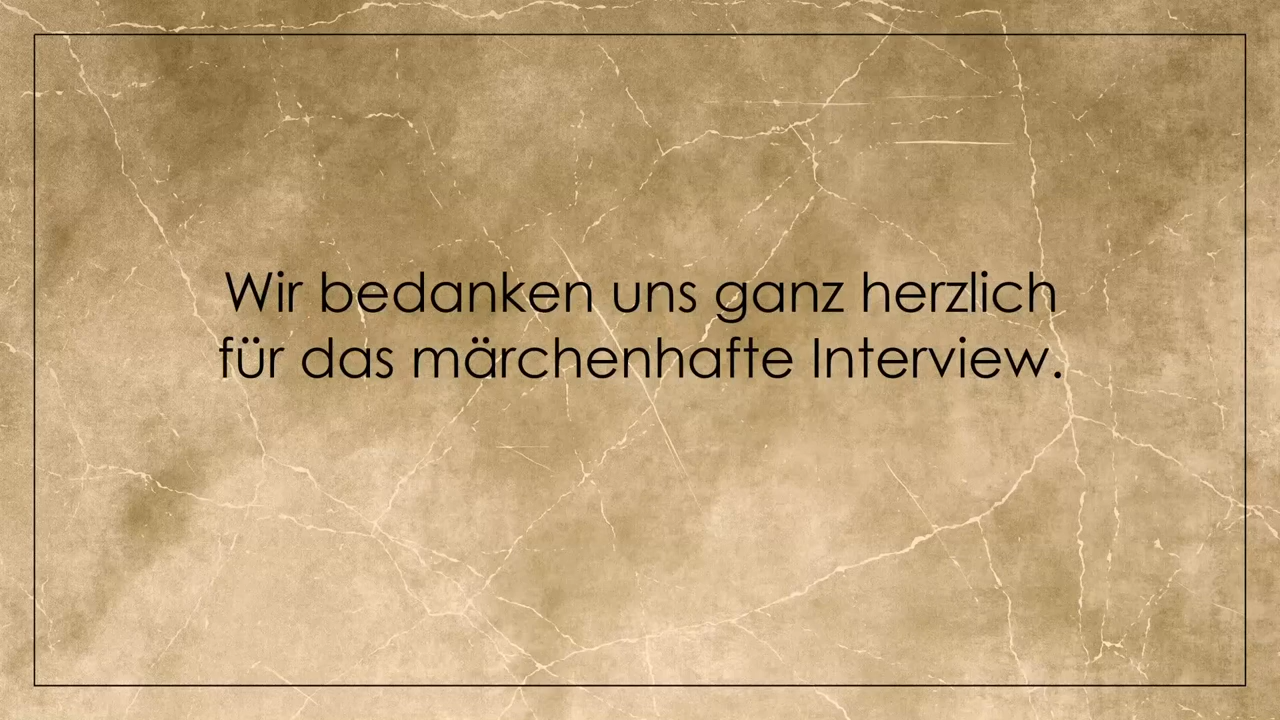 Wir bedanken uns ganz herzlich
für das märchenhafte Interview.